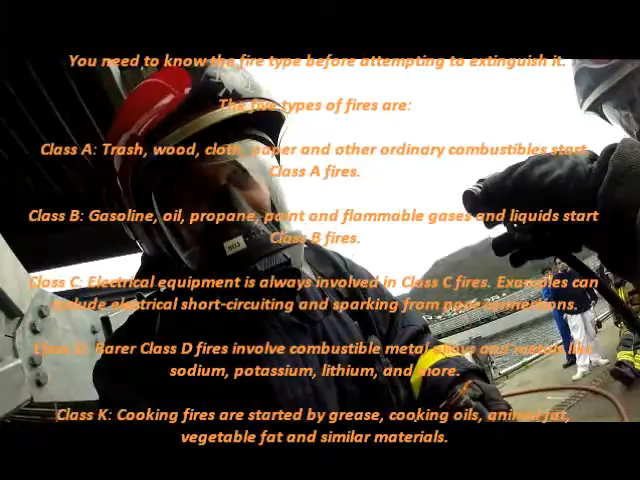 You need to know the fire type before attempting to extinguish it.
The five types of fires are:
Class A: Trash, wood, cloth, paper and other ordinary combustibles start
Class A fires.
Class B: Gasoline, oil, propane, paint and flammable gases and liquids start
Class B fires.
Class C: Electrical equipment is always involved in Class C fires. Examples can
include electrical short-circuiting and sparking from poor connections.
Class D: Rarer Class D fires involve combustible metal and metals like
sodium, potassium, lithium, and more.
Class K: Cooking fires are started by grease, cooking oils, animal fat,
vegetable fat and similar materials.
903